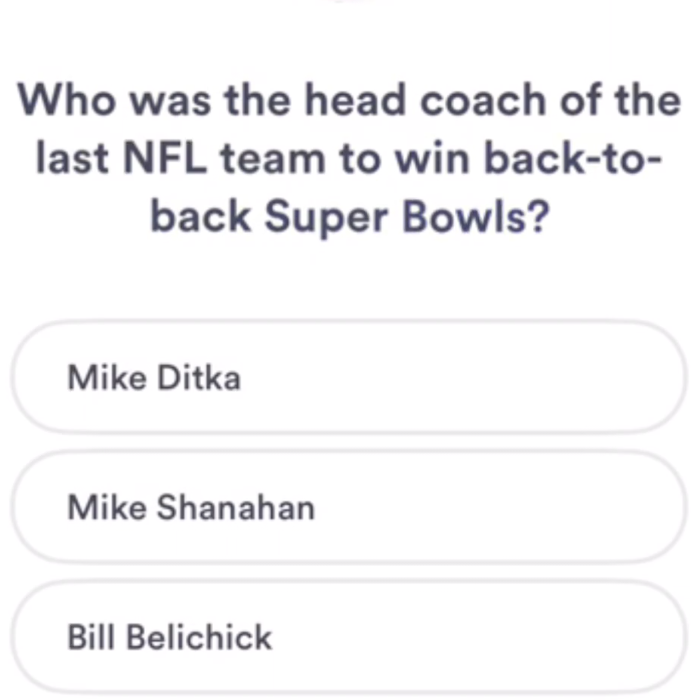 Who was the head coach of the
last NFL team to win back-to-
back Super Bowls?
Mike Ditka
Mike Shanahan
Bill Belichick